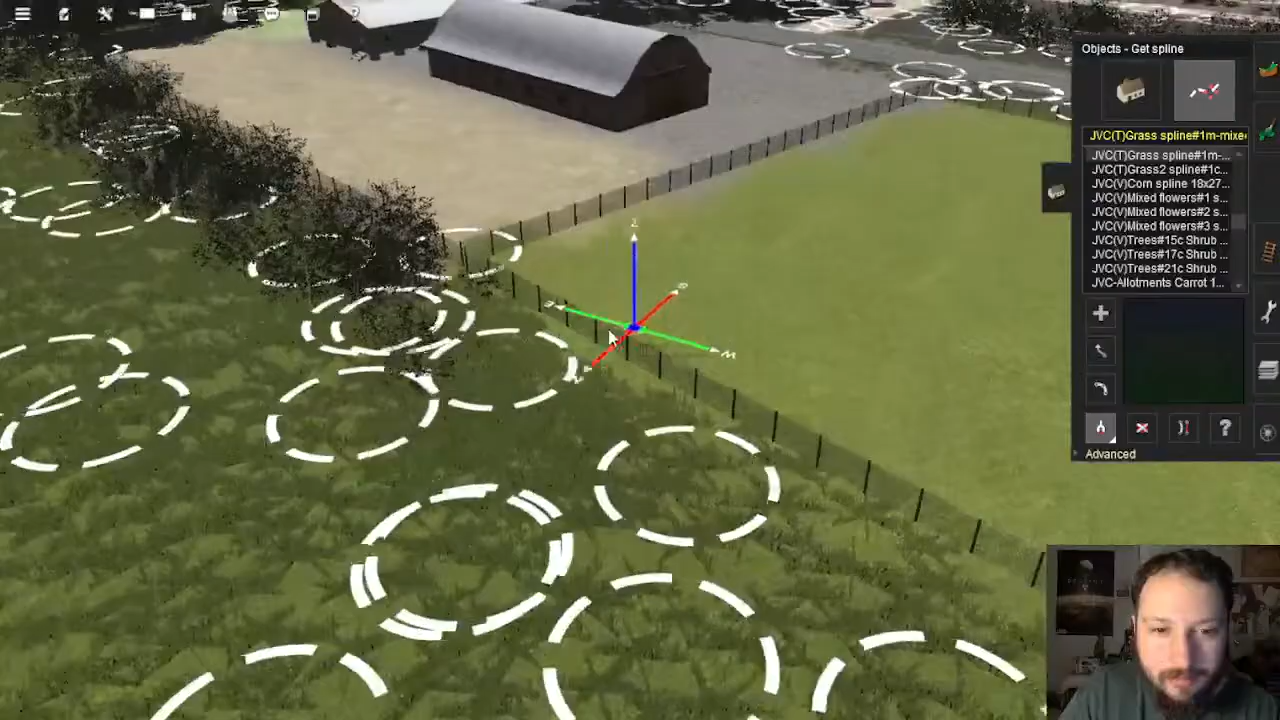 Objects - Get spline
JVC(T)Grass spline#1m-mixe
JVC(T)Grass spline#1m-...
JVC(T)Grass2 spline#1c...
JVC(V)Corn spline 18x27...
JVC(V)Mixed flowers#1 s...
JVC(V)Mixed flowers#2 s...
JVC(V)Mixed flowers#3 s...
JVC(V)Trees#15c Shrub ...
JVC(V)Trees#17c Shrub ...
JVC(V)Trees#21c Shrub ...
JVC-Allotments Carrot 1...
Advanced